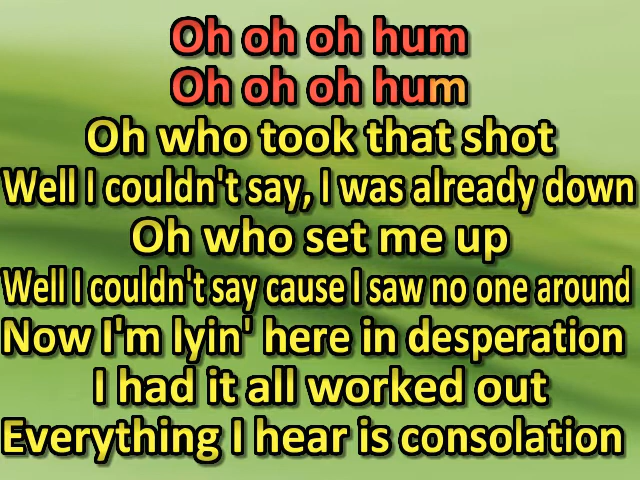 Oh oh oh hum
Oh oh oh hum
Oh who took that shot
Well I couldn't say, I was already down
Oh who set me up
Well I couldn't say cause I saw no one around
Now I'm lyin' here in desperation
I had it all worked out
Everything I hear is consolation